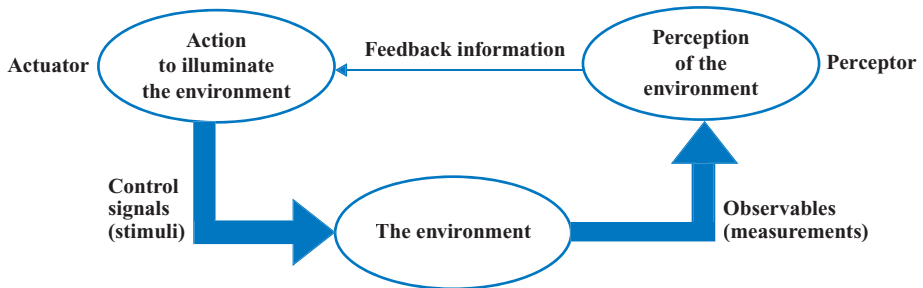 Actuator
Action
to illuminate
the environment
Feedback information
Perception
of the
environment
Perceptor
Control
signals
(stimuli)
The environment
Observables
(measurements)